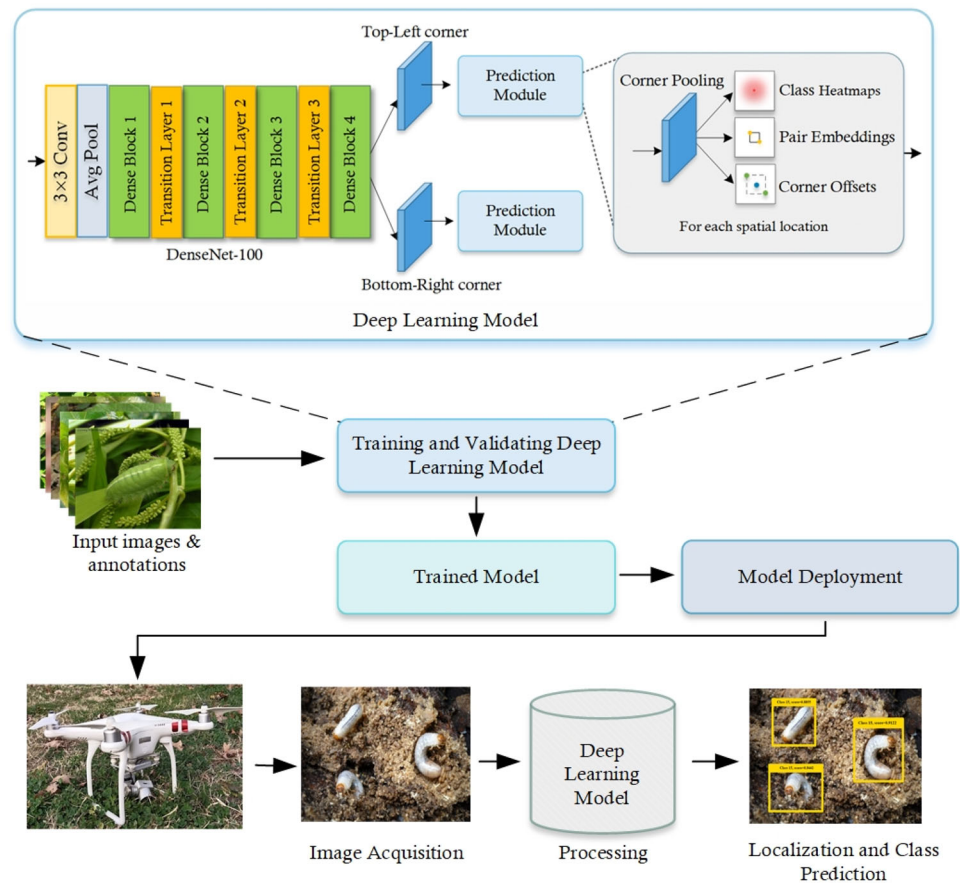 Top-Left corner
3×3 Conv
Avg Pool
Dense Block 1
Transition Layer 1
Dense Block 2
Transition Layer 2
Dense Block 3
Transition Layer 3
Dense Block 4
DenseNet-100
Prediction
Module
Prediction
Module
Bottom-Right corner
Corner Pooling
Class Heatmaps
Pair Embeddings
Corner Offsets
For each spatial location
Deep Learning Model
Training and Validating Deep
Learning Model
Input images &
annotations
Trained Model
Model Deployment
Deep
Learning
Model
Image Acquisition
Processing
Localization and Class
Prediction